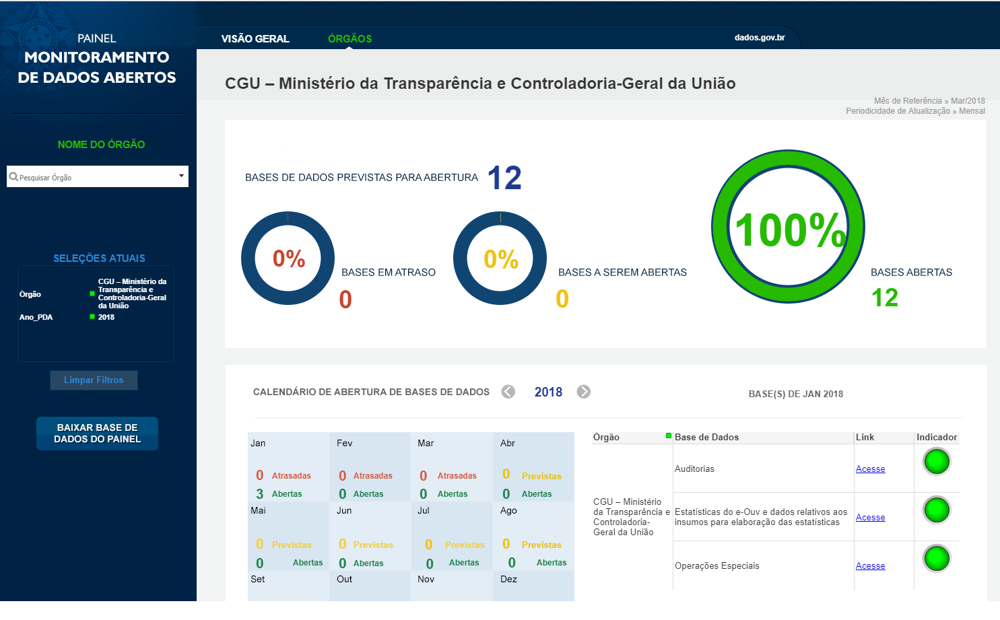 PAINEL
MONITORAMENTO
DE DADOS ABERTOS
NOME DO ÓRGÃO
Pesquisar Órgão
SELEÇÕES ATUAIS
Órgão
CGU – Ministério da
Transparência e
Controladoria-Geral
da União
Ano_PDA 2018
Limpar Filtros
BAIXAR BASE DE
DADOS DO PAINEL
VISÃO GERAL ÓRGÃOS dados.gov.br
CGU – Ministério da Transparência e Controladoria-Geral da União
Mês de Referência » Mar/2018
Periodicidade de Atualização » Mensal
BASES DE DADOS PREVISTAS PARA ABERTURA 12
0%
BASES EM ATRASO
0
0%
BASES A SEREM ABERTAS
0
100%
BASES ABERTAS
12
CALENDÁRIO DE ABERTURA DE BASES DE DADOS 2018
Jan Fev Mar Abr
0 Atrasadas 0 Atrasadas 0 Atrasadas 0 Previstas
3 Abertas 0 Abertas 0 Abertas 0 Abertas
Mai Jun Jul Ago
0 Previstas 0 Previstas 0 Previstas 0 Previstas
0 Abertas 0 Abertas 0 Abertas 0 Abertas
Set Out Nov Dez
BASE(S) DE JAN 2018
Órgão Base de Dados Link Indicador
CGU – Ministério
da Transparência e
Controladoria-
Geral da União
Auditorias Acesse
Estatísticas do e-Ouv e dados relativos aos
insumos para elaboração das estatísticas
Acesse
Operações Especiais Acesse